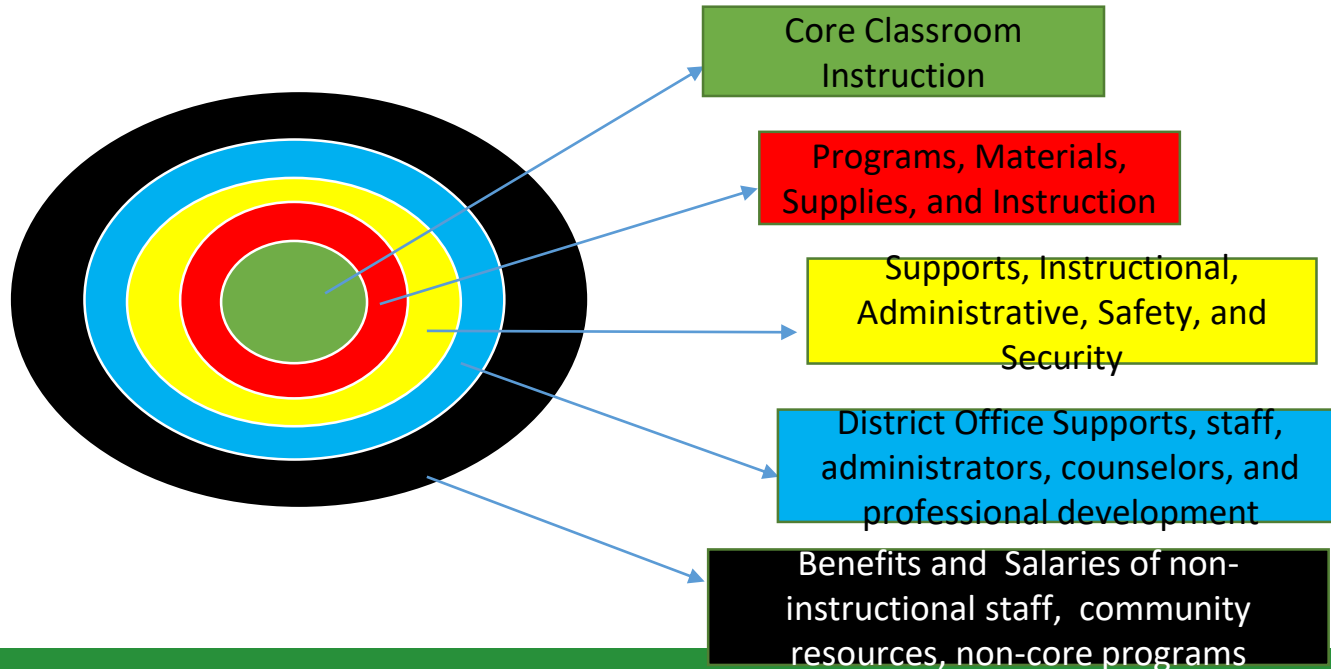 Core Classroom
Instruction
Programs, Materials,
Supplies, and Instruction
Supports, Instructional,
Administrative, Safety, and
Security
District Office Supports, staff,
administrators, counselors, and
professional development
Benefits and  Salaries of non-
instructional staff,  community
resources, non-core programs